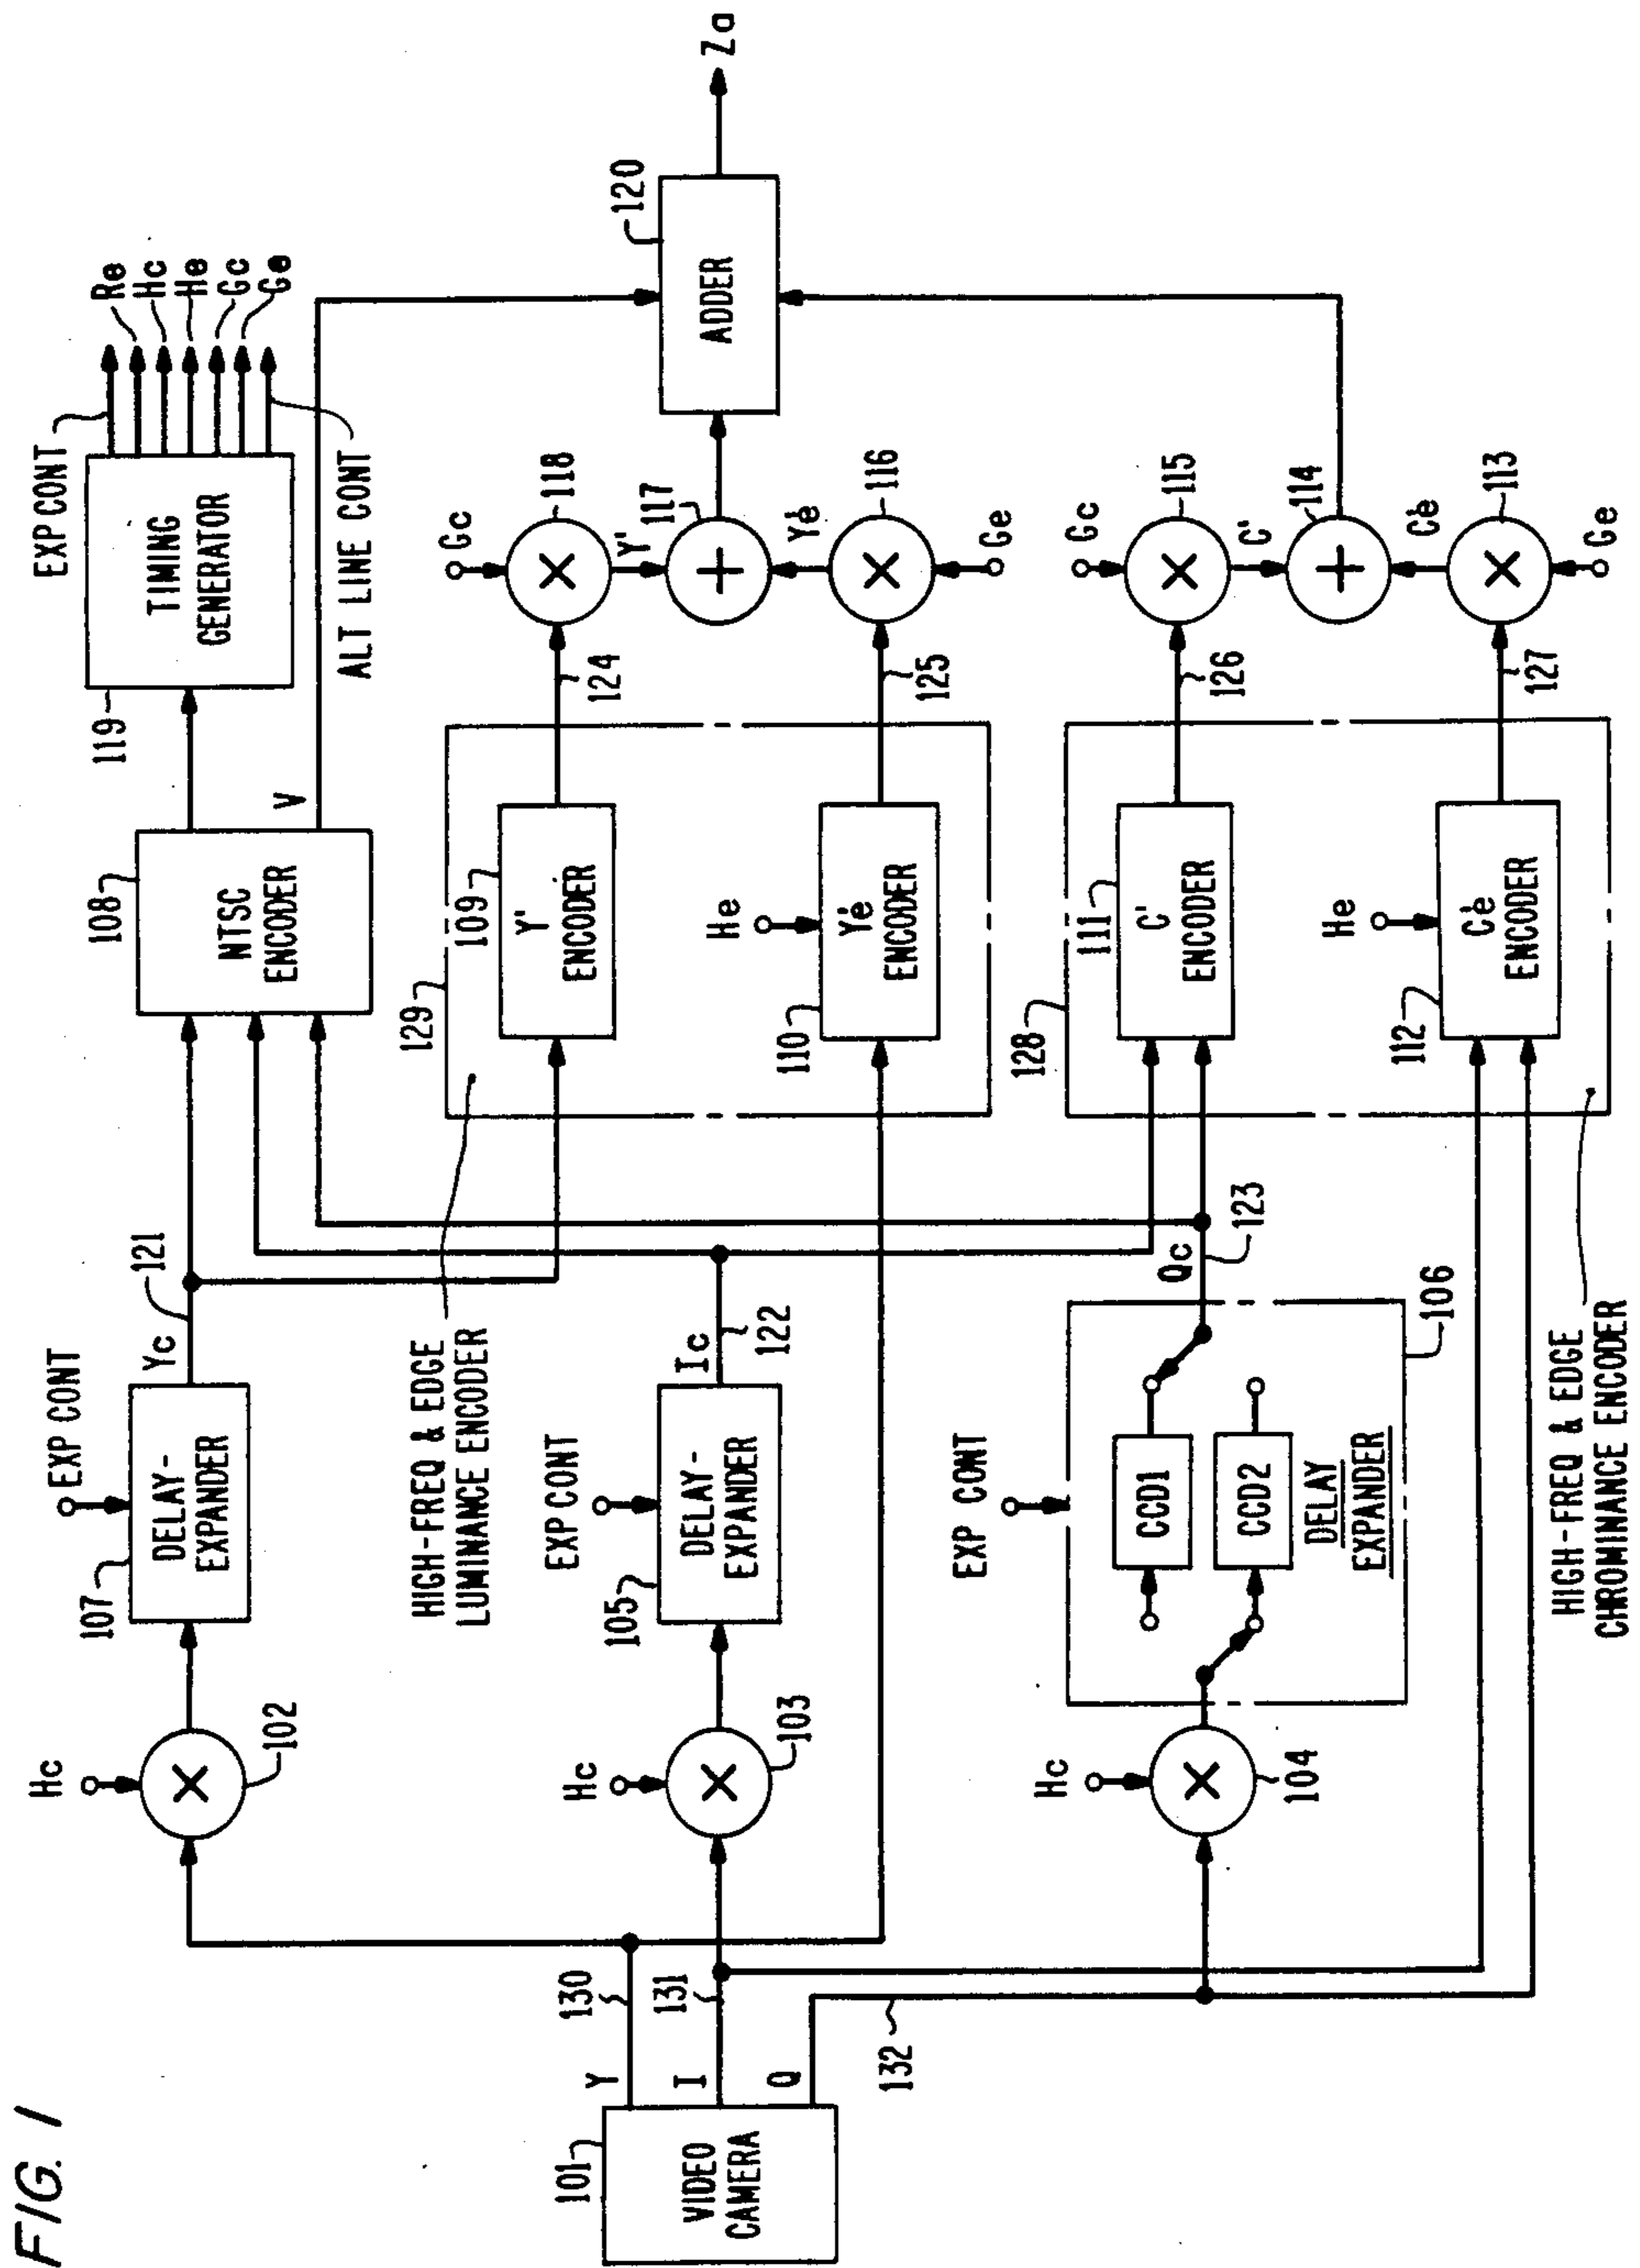 FIG. 1
101
VIDEO
CAMERA
Y
I
Q
130
131
132
Hc
102
Hc
103
Hc
104
EXP CONT
107
DELAY-
EXPANDER
Yc
121
EXP CONT
105
DELAY-
EXPANDER
Ic
122
EXP CONT
CCD1
CCD2
DELAY
EXPANDER
106
Qc
123
HIGH-FREQ & EDGE
LUMINANCE ENCODER
HIGH-FREQ & EDGE
CHROMINANCE ENCODER
108
NTSC
ENCODER
V
129
109
Y'
ENCODER
He
110
Y'e
ENCODER
128
111
C'
ENCODER
He
112
C'e
ENCODER
119
TIMING
GENERATOR
EXP CONT
Re
Hc
He
Gc
Ge
ALT LINE CONT
124
125
126
127
Gc
118
Y'
117
Y'e
116
Ge
Gc
115
C'
114
C'e
113
Ge
120
ADDER
Za